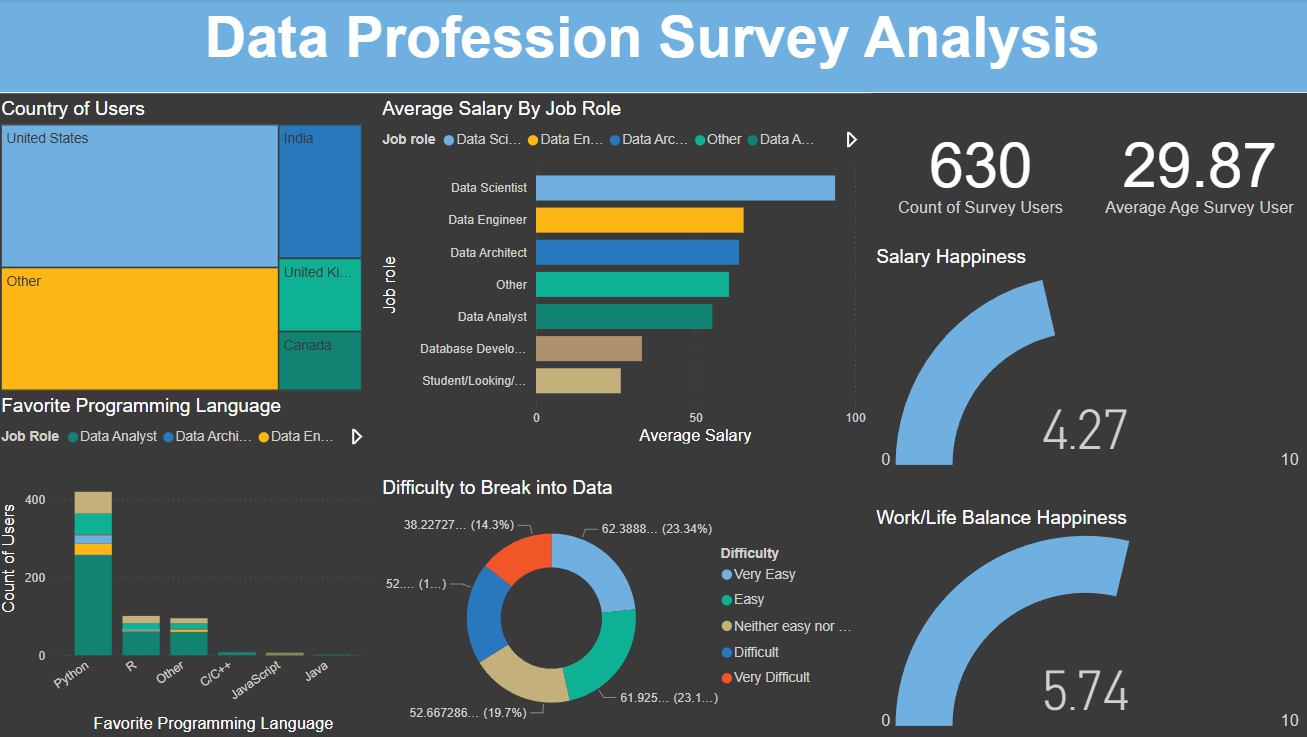 Data Profession Survey Analysis
Country of Users
United States
India
Other
United Ki...
Canada
Average Salary By Job Role
Job role Data Sci... Data En... Data Arc... Other Data A...
Job role
Data Scientist
Data Engineer
Data Architect
Other
Data Analyst
Database Develo...
Student/Looking/...
0 50 100
Average Salary
630
Count of Survey Users
29.87
Average Age Survey User
Salary Happiness
4.27
0 10
Favorite Programming Language
Job Role Data Analyst Data Archi... Data En...
Count of Users
400
200
0
Python R Other C/C++ JavaScript Java
Favorite Programming Language
Difficulty to Break into Data
38.22727... (14.3%)
62.3888... (23.34%)
52.... (1...)
61.925... (23.1...)
52.667286... (19.7%)
Difficulty
Very Easy
Easy
Neither easy nor ...
Difficult
Very Difficult
Work/Life Balance Happiness
5.74
0 10